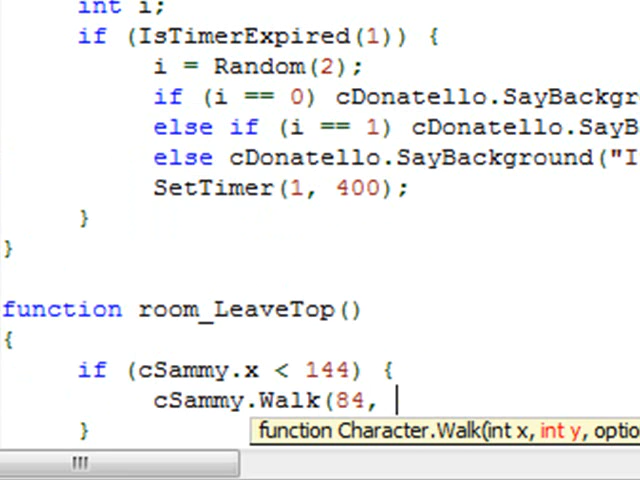 int i;
if (IsTimerExpired(1)) {
i = Random(2);
if (i == 0) cDonatello.SayBackgr
else if (i == 1) cDonatello.SayB
else cDonatello.SayBackground("I
SetTimer(1, 400);
}
}
function room_LeaveTop()
{
if (cSammy.x < 144) {
cSammy.Walk(84,
function Character.Walk(int x, int y, optio
}